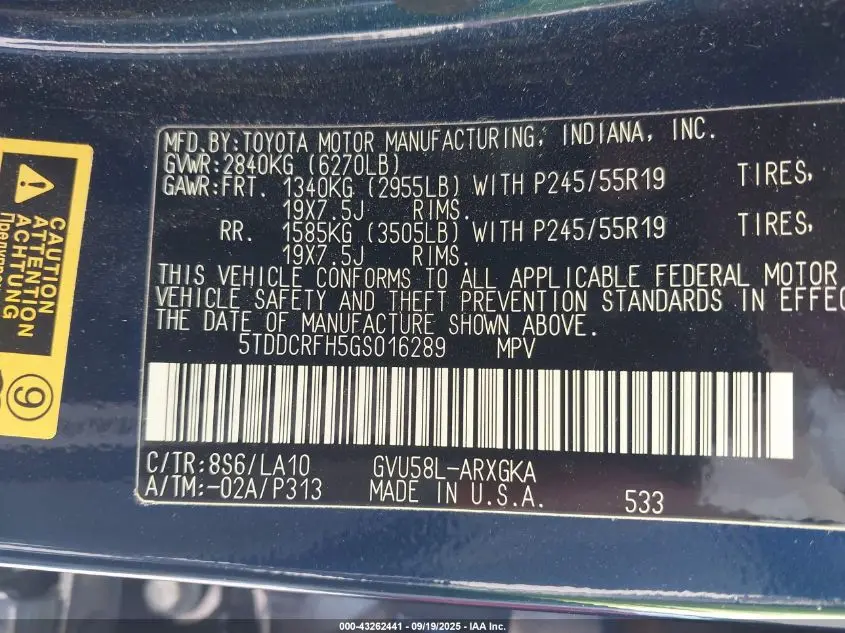 MFD.BY:TOYOTA MOTOR MANUFACTURING, INDIANA, INC.
GVWR:2840KG (6270LB)
GAWR:FRT. 1340KG (2955LB) WITH P245/55R19 TIRES,
19X7.5J RIMS.
RR. 1585KG (3505LB) WITH P245/55R19 TIRES,
19X7.5J RIMS.
THIS VEHICLE CONFORMS TO ALL APPLICABLE FEDERAL MOTOR
VEHICLE SAFETY AND THEFT PREVENTION STANDARDS IN EFFEC
THE DATE OF MANUFACTURE SHOWN ABOVE.
5TDDCRFH5GS016289 MPV
C/TR:8S6/LA10 GVU58L-ARXGKA
A/TM:-02A/P313 MADE IN U.S.A. 533
CAUTION
ATTENTION
ACHTUNG
9
000-43262441 - 09/19/2025 - IAA Inc.